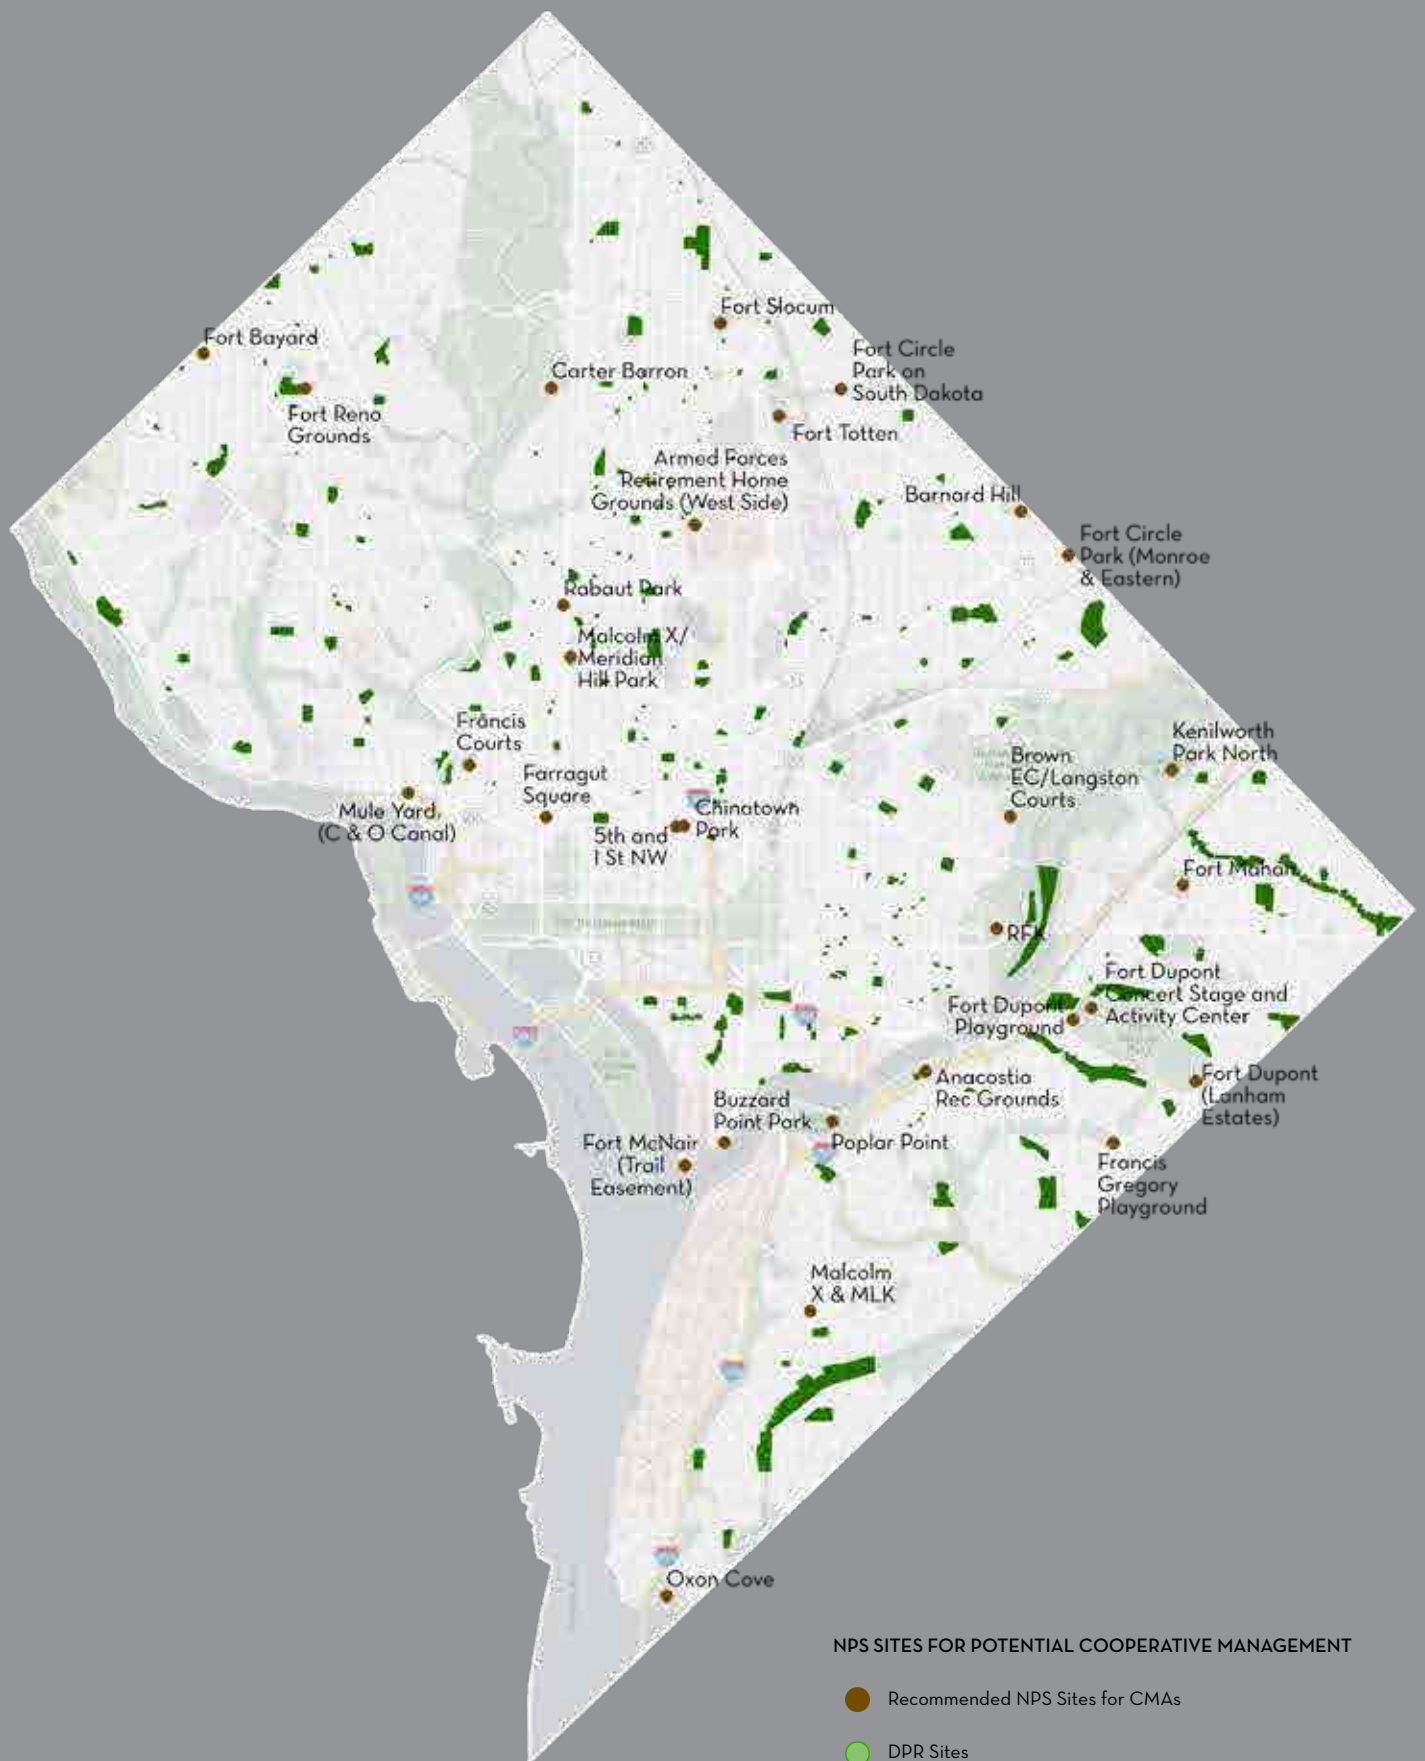 Fort Slocum
Fort Bayard
Fort Circle
Park on
South Dakota
Carter Barron
Fort Reno
Grounds
Fort Totten
Armed Forces
Retirement Home
Grounds (West Side)
Barnard Hill
Fort Circle
Park (Monroe
& Eastern)
Rabaut Park
Malcolm X/
Meridian
Hill Park
Francis
Courts
Kenilworth
Park North
Brown
EC/Langston
Courts
Farragut
Square
Mule Yard,
(C & O Canal)
Chinatown
Park
5th and
I St NW
Fort Mahan
RFK
Fort Dupont
Concert Stage and
Activity Center
Fort Dupont
Playground
Anacostia
Rec Grounds
Fort Dupont
(Lanham
Estates)
Buzzard
Point Park
Poplar Point
Fort McNair
(Trail
Easement)
Francis
Gregory
Playground
Malcolm
X & MLK
Oxon Cove
NPS SITES FOR POTENTIAL COOPERATIVE MANAGEMENT
Recommended NPS Sites for CMAs
DPR Sites